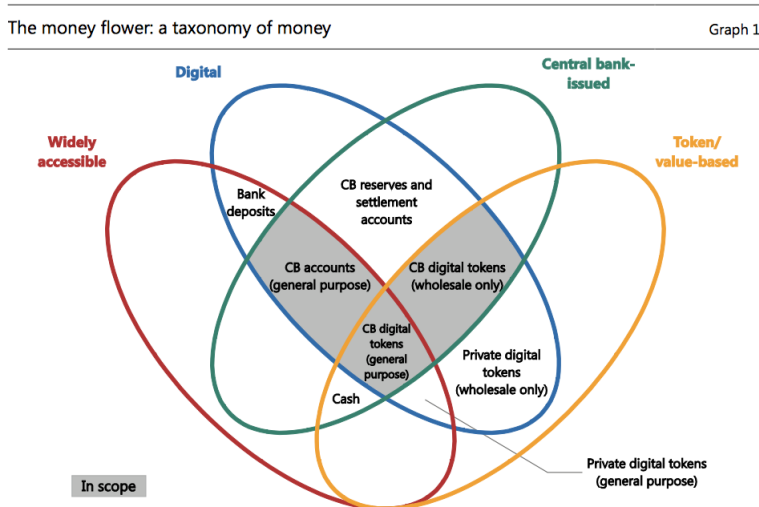 The money flower: a taxonomy of money
Graph 1
Digital
Central bank-
issued
Widely
accessible
Token/
value-based
Bank
deposits
CB reserves and
settlement
accounts
CB accounts
(general purpose)
CB digital tokens
(wholesale only)
CB digital
tokens
(general
purpose)
Private digital
tokens
(wholesale only)
Cash
Private digital tokens
(general purpose)
In scope